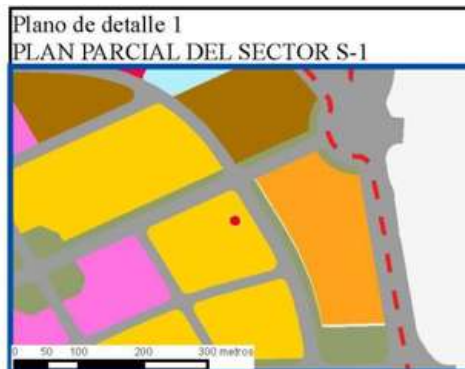 Plano de detalle 1
PLAN PARCIAL DEL SECTOR S-1
0 50 100 200 300 metros